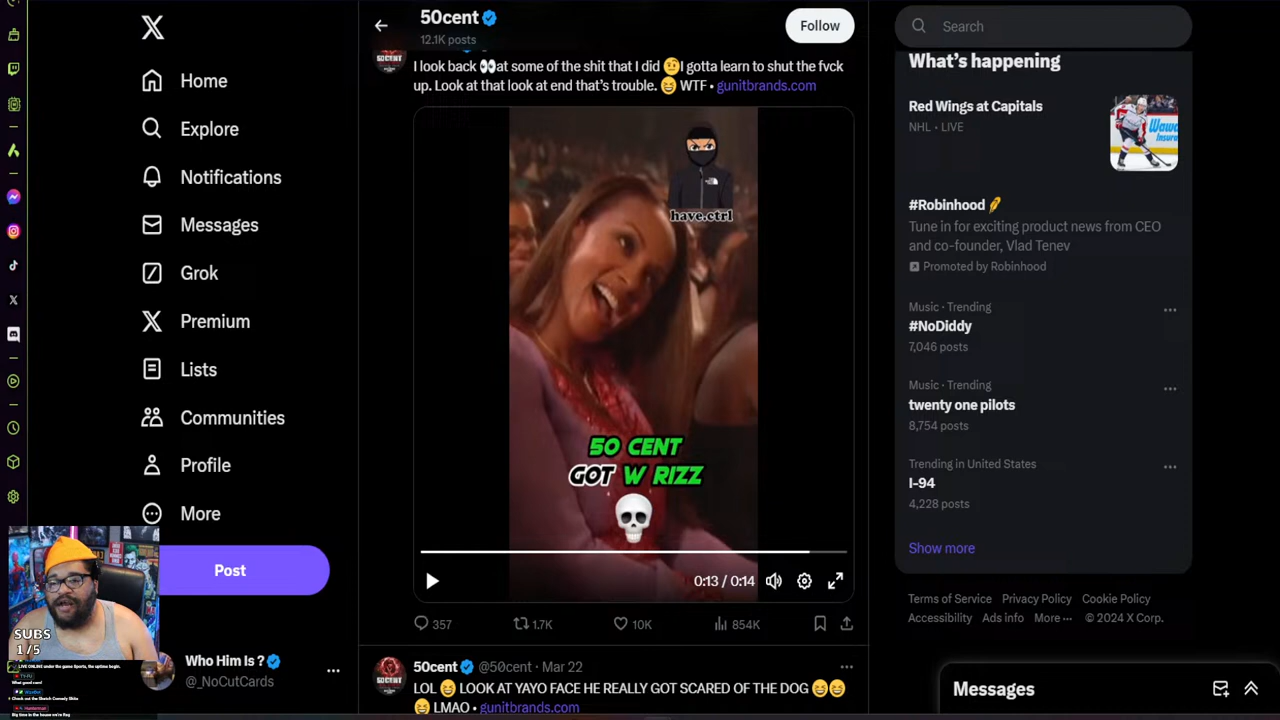 50cent
12.1K posts
Follow
Search
I look back 👀at some of the shit that I did 🤨I gotta learn to shut the fvck
up. Look at that look at end that's trouble. 😆 WTF • gunitbrands.com
have.ctrl
50 CENT
GOT W RIZZ
0:13 / 0:14
357
1.7K
10K
854K
50cent @50cent · Mar 22
LOL 😆 LOOK AT YAYO FACE HE REALLY GOT SCARED OF THE DOG 😆😆
😆 LMAO • gunitbrands.com
Home
Explore
Notifications
Messages
Grok
Premium
Lists
Communities
Profile
More
Post
Who Him Is ?
@_NoCutCards
SUBS
1/5
What's happening
Red Wings at Capitals
NHL · LIVE
#Robinhood
Tune in for exciting product news from CEO
and co-founder, Vlad Tenev
Promoted by Robinhood
Music · Trending
#NoDiddy
7,046 posts
Music · Trending
twenty one pilots
8,754 posts
Trending in United States
I-94
4,228 posts
Show more
Terms of Service Privacy Policy Cookie Policy
Accessibility Ads info More ··· © 2024 X Corp.
Messages